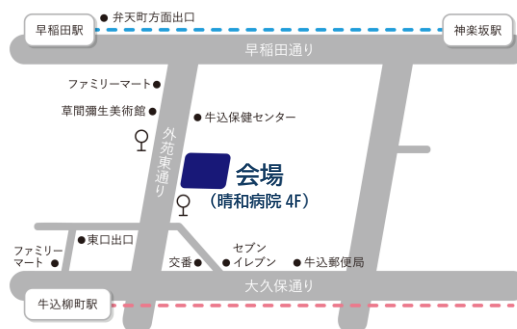 弁天町方面出口
早稲田駅
神楽坂駅
早稲田通り
ファミリーマート
草間彌生美術館
牛込保健センター
外苑東通り
会場
（晴和病院 4F）
東口出口
ファミリー
マート
交番
セブン
イレブン
牛込郵便局
大久保通り
牛込柳町駅